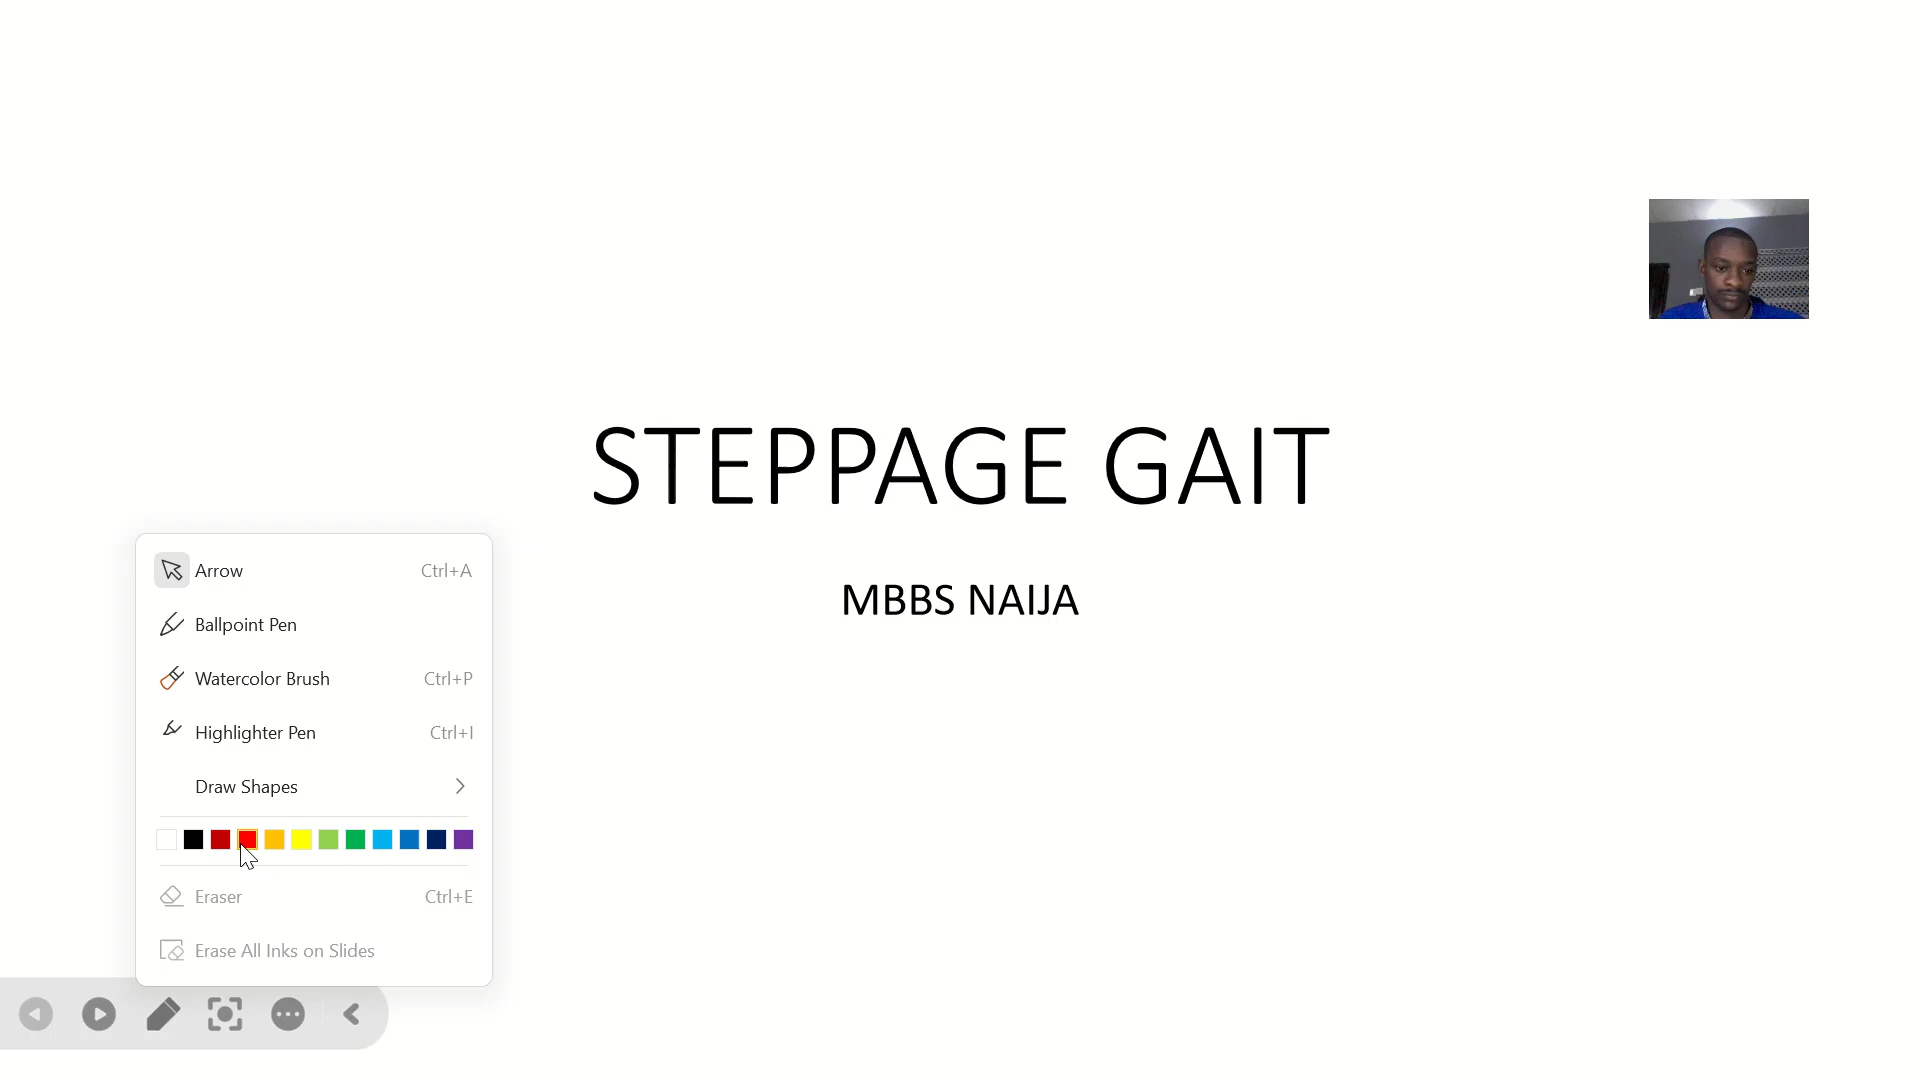 STEPPAGE GAIT
MBBS NAIJA
Arrow Ctrl+A
Ballpoint Pen
Watercolor Brush Ctrl+P
Highlighter Pen Ctrl+I
Draw Shapes
Eraser Ctrl+E
Erase All Inks on Slides